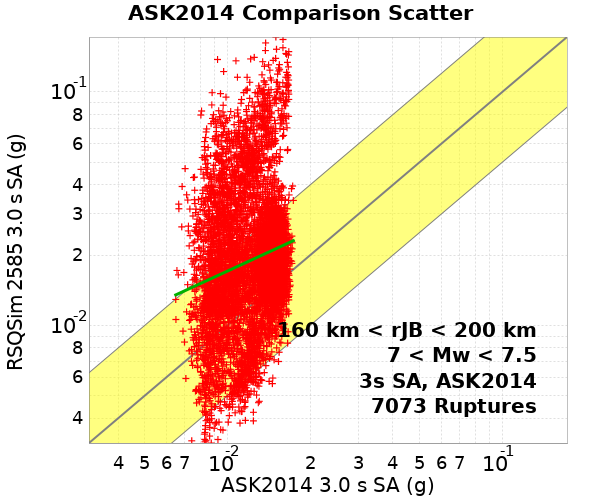 ASK2014 Comparison Scatter
RSQSim 2585 3.0 s SA (g)
10-1
8
6
4
3
2
10-2
8
6
4
160 km < rJB < 200 km
7 < Mw < 7.5
3s SA, ASK2014
7073 Ruptures
4 5 6 7 10-2 2 3 4 5 6 7 10-1
ASK2014 3.0 s SA (g)